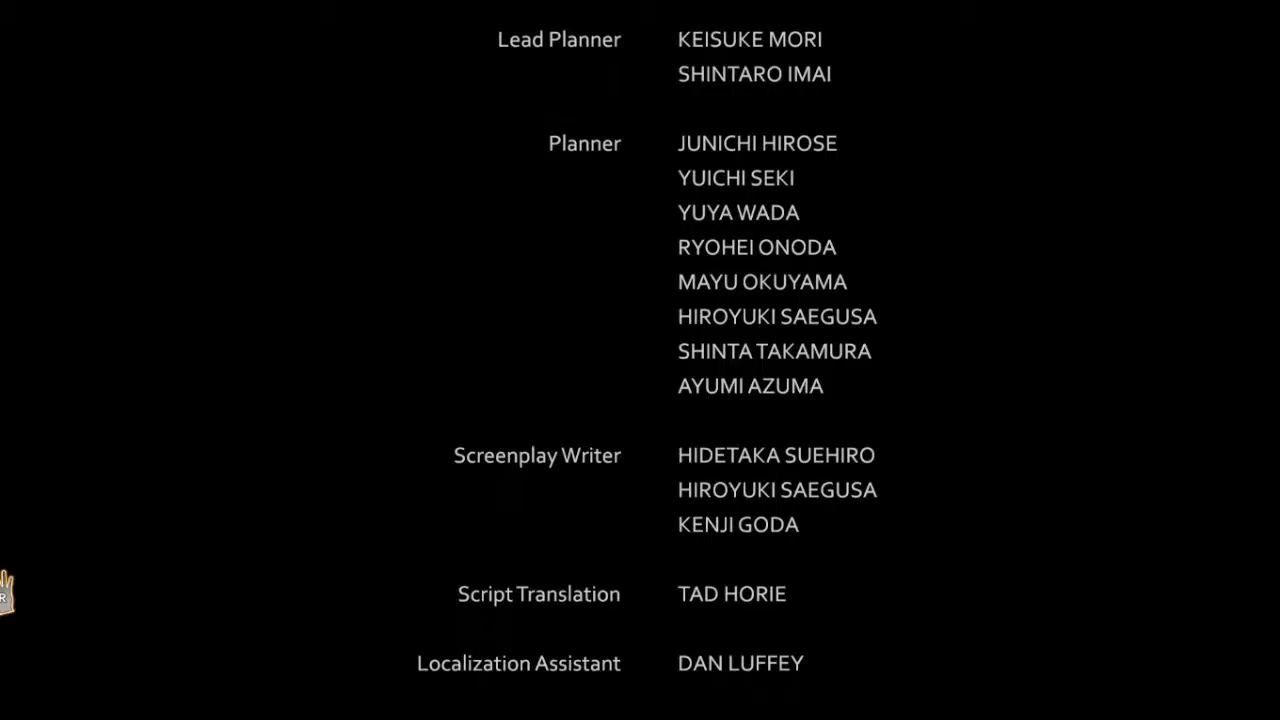 Lead Planner KEISUKE MORI
SHINTARO IMAI
Planner JUNICHI HIROSE
YUICHI SEKI
YUYA WADA
RYOHEI ONODA
MAYU OKUYAMA
HIROYUKI SAEGUSA
SHINTA TAKAMURA
AYUMI AZUMA
Screenplay Writer HIDETAKA SUEHIRO
HIROYUKI SAEGUSA
KENJI GODA
R
Script Translation TAD HORIE
Localization Assistant DAN LUFFEY